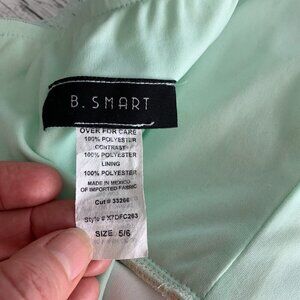 B.SMART
OVER FOR CARE
100% POLYESTER
CONTRAST
100% POLYESTER
LINING
100% POLYESTER
MADE IN MEXICO
OF IMPORTED FABRIC
Cut # 33266
Style # X7DFC263
SIZE: 5/6